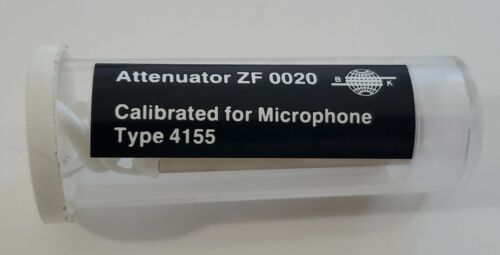 Attenuator ZF 0020
B K
Calibrated for Microphone
Type 4155